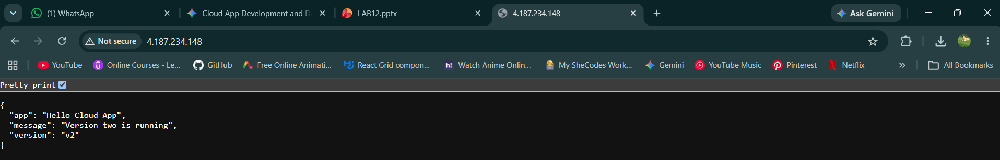 (1) WhatsApp
Cloud App Development and D
LAB12.pptx
4.187.234.148
Ask Gemini
Not secure
4.187.234.148
YouTube
Online Courses - Le...
GitHub
Free Online Animati...
React Grid compon...
h!
Watch Anime Onlin...
My SheCodes Work...
Gemini
YouTube Music
Pinterest
Netflix
All Bookmarks
Pretty-print
{
"app": "Hello Cloud App",
"message": "Version two is running",
"version": "v2"
}